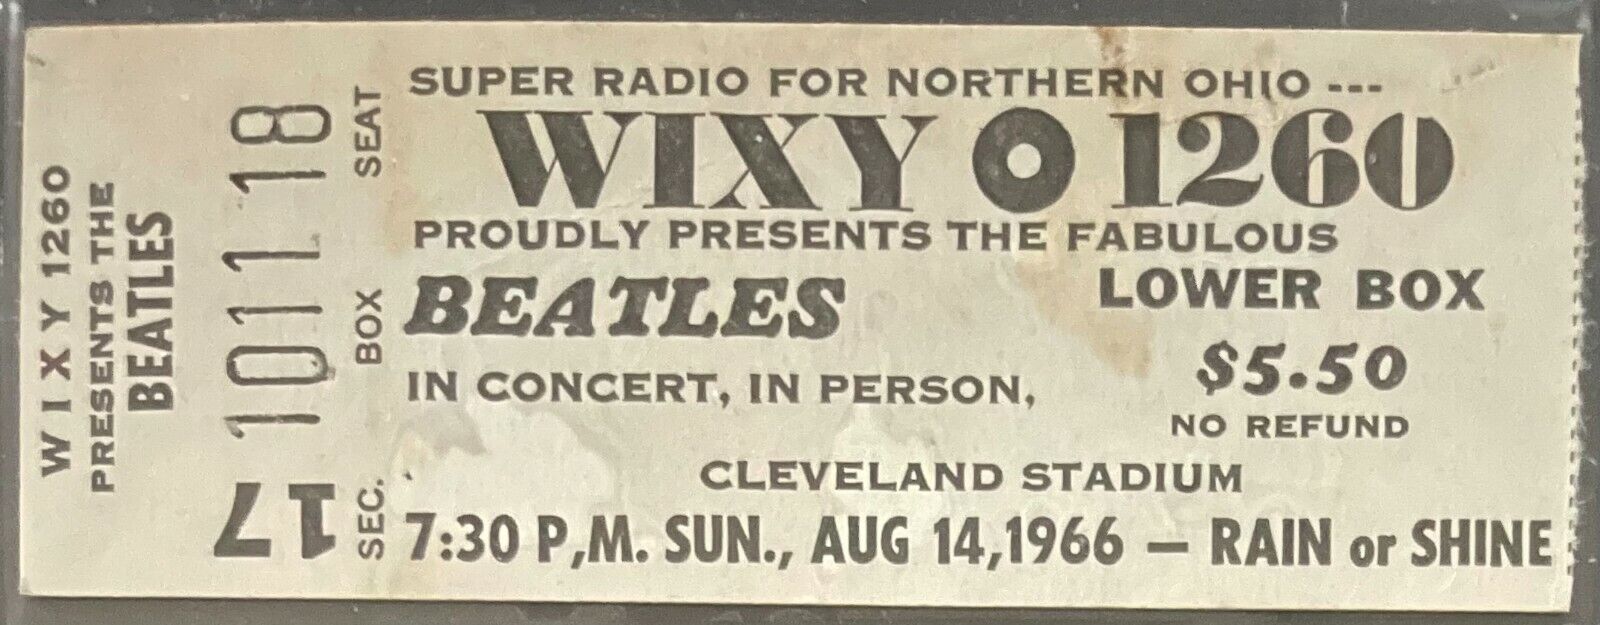 WIXY 1260
PRESENTS THE
BEATLES
17 1011 18
SEC. BOX SEAT
SUPER RADIO FOR NORTHERN OHIO ---
WIXY 1260
PROUDLY PRESENTS THE FABULOUS
BEATLES
LOWER BOX
$5.50
IN CONCERT, IN PERSON,
NO REFUND
CLEVELAND STADIUM
7:30 P,M. SUN., AUG 14,1966 — RAIN or SHINE